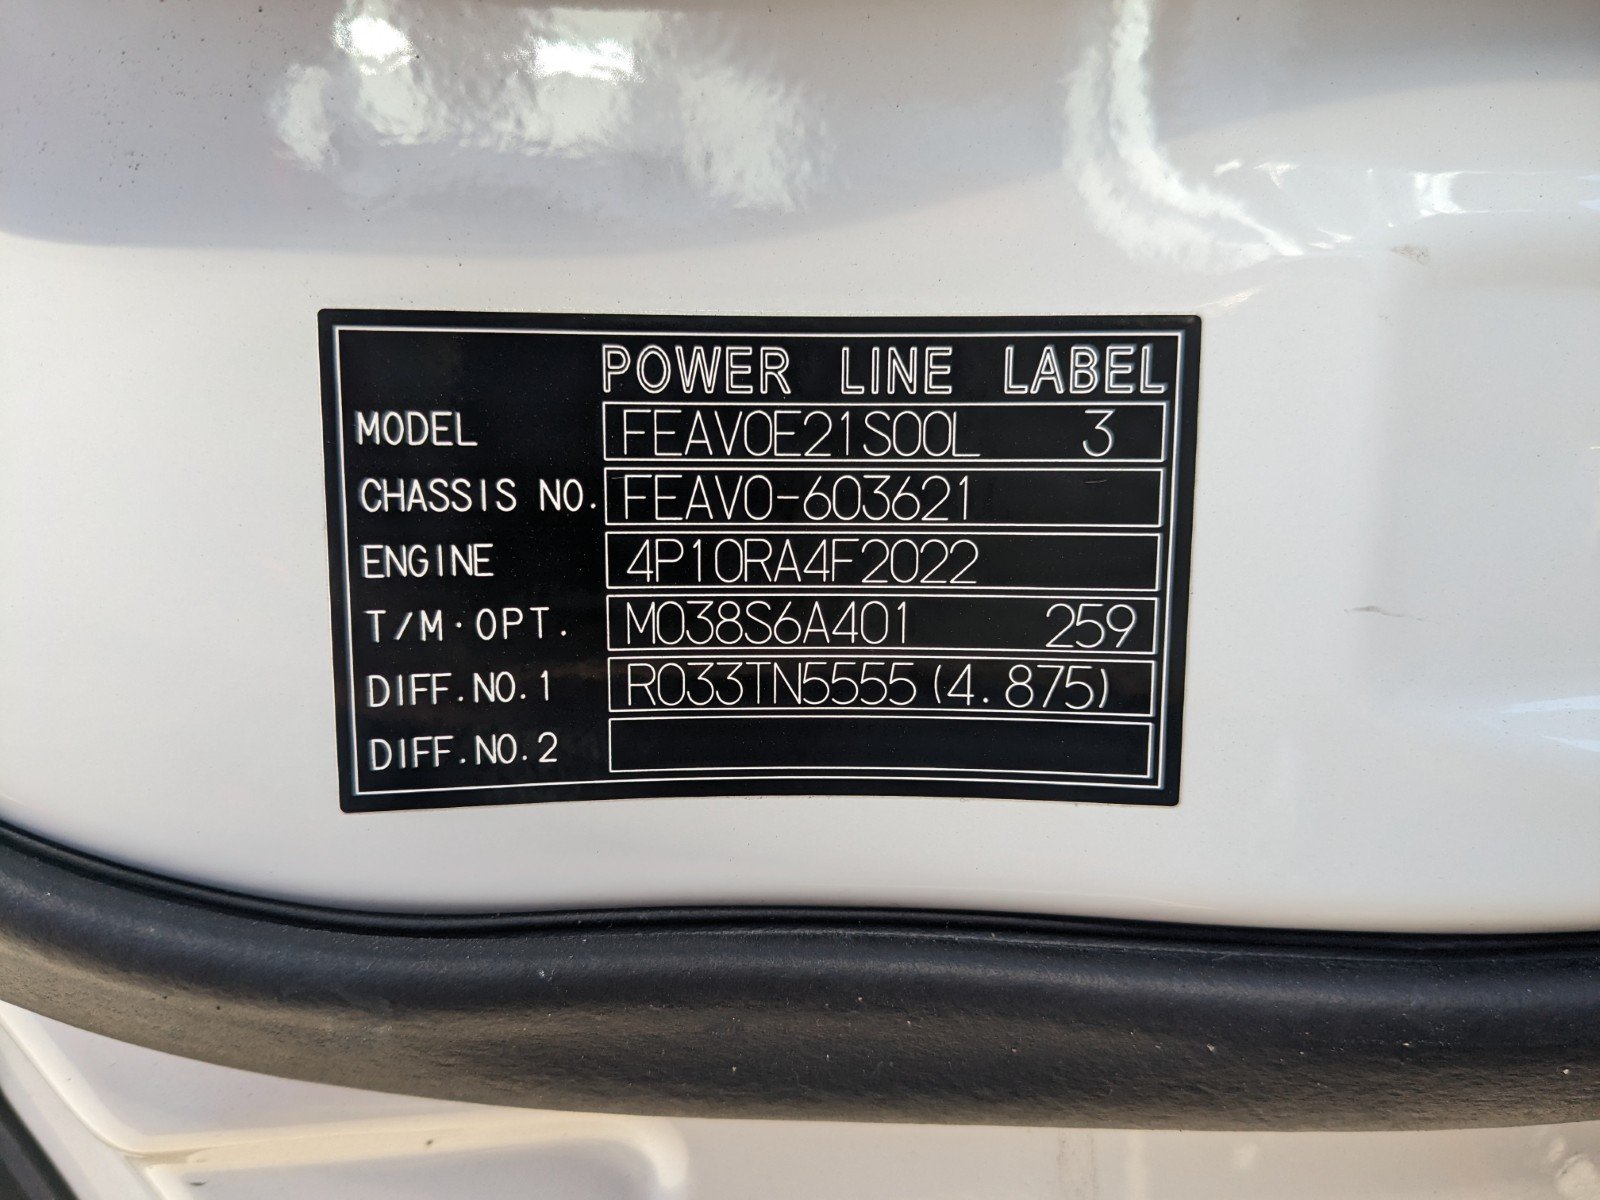 POWER LINE LABEL
MODEL FEAV0E21S00L 3
CHASSIS NO. FEAV0-603621
ENGINE 4P10RA4F2022
T/M·OPT. M038S6A401 259
DIFF.NO.1 R033TN5555(4.875)
DIFF.NO.2